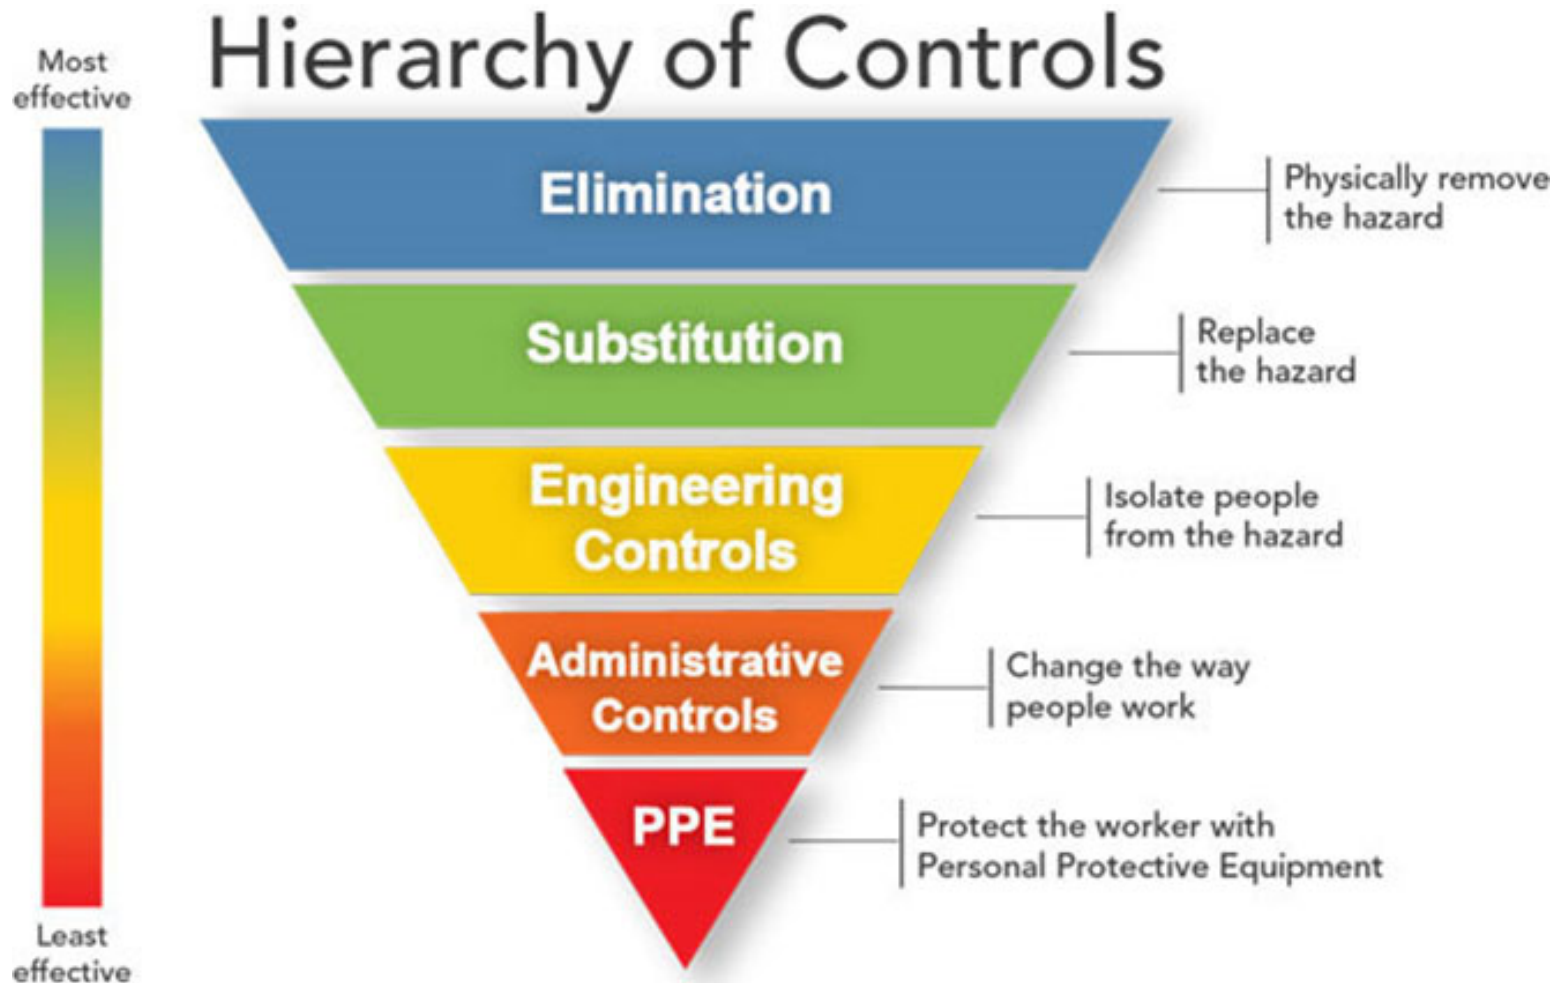 Hierarchy of Controls
Most
effective
Elimination
Physically remove
the hazard
Substitution
Replace
the hazard
Engineering
Controls
Isolate people
from the hazard
Administrative
Controls
Change the way
people work
PPE
Protect the worker with
Personal Protective Equipment
Least
effective